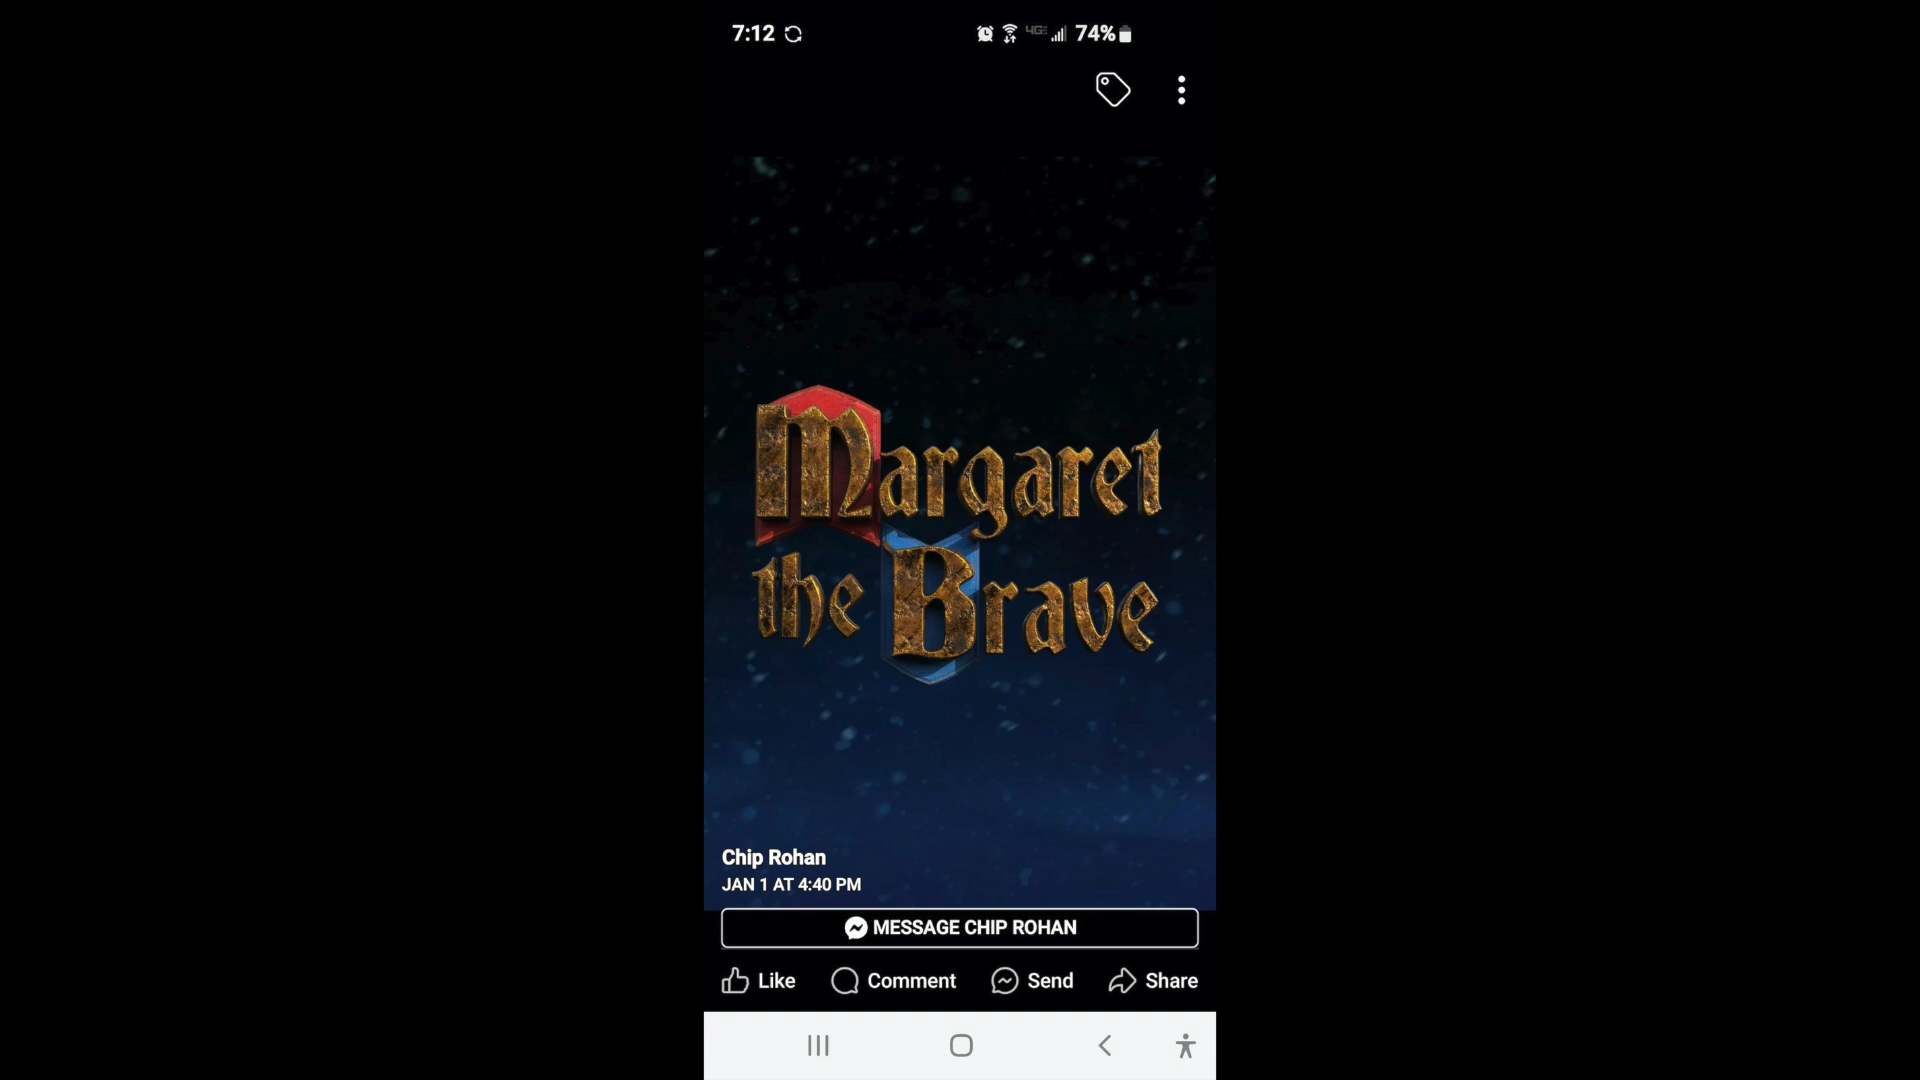 7:12 4GE 74%
Margaret
the Brave
Chip Rohan
JAN 1 AT 4:40 PM
MESSAGE CHIP ROHAN
Like Comment Send Share